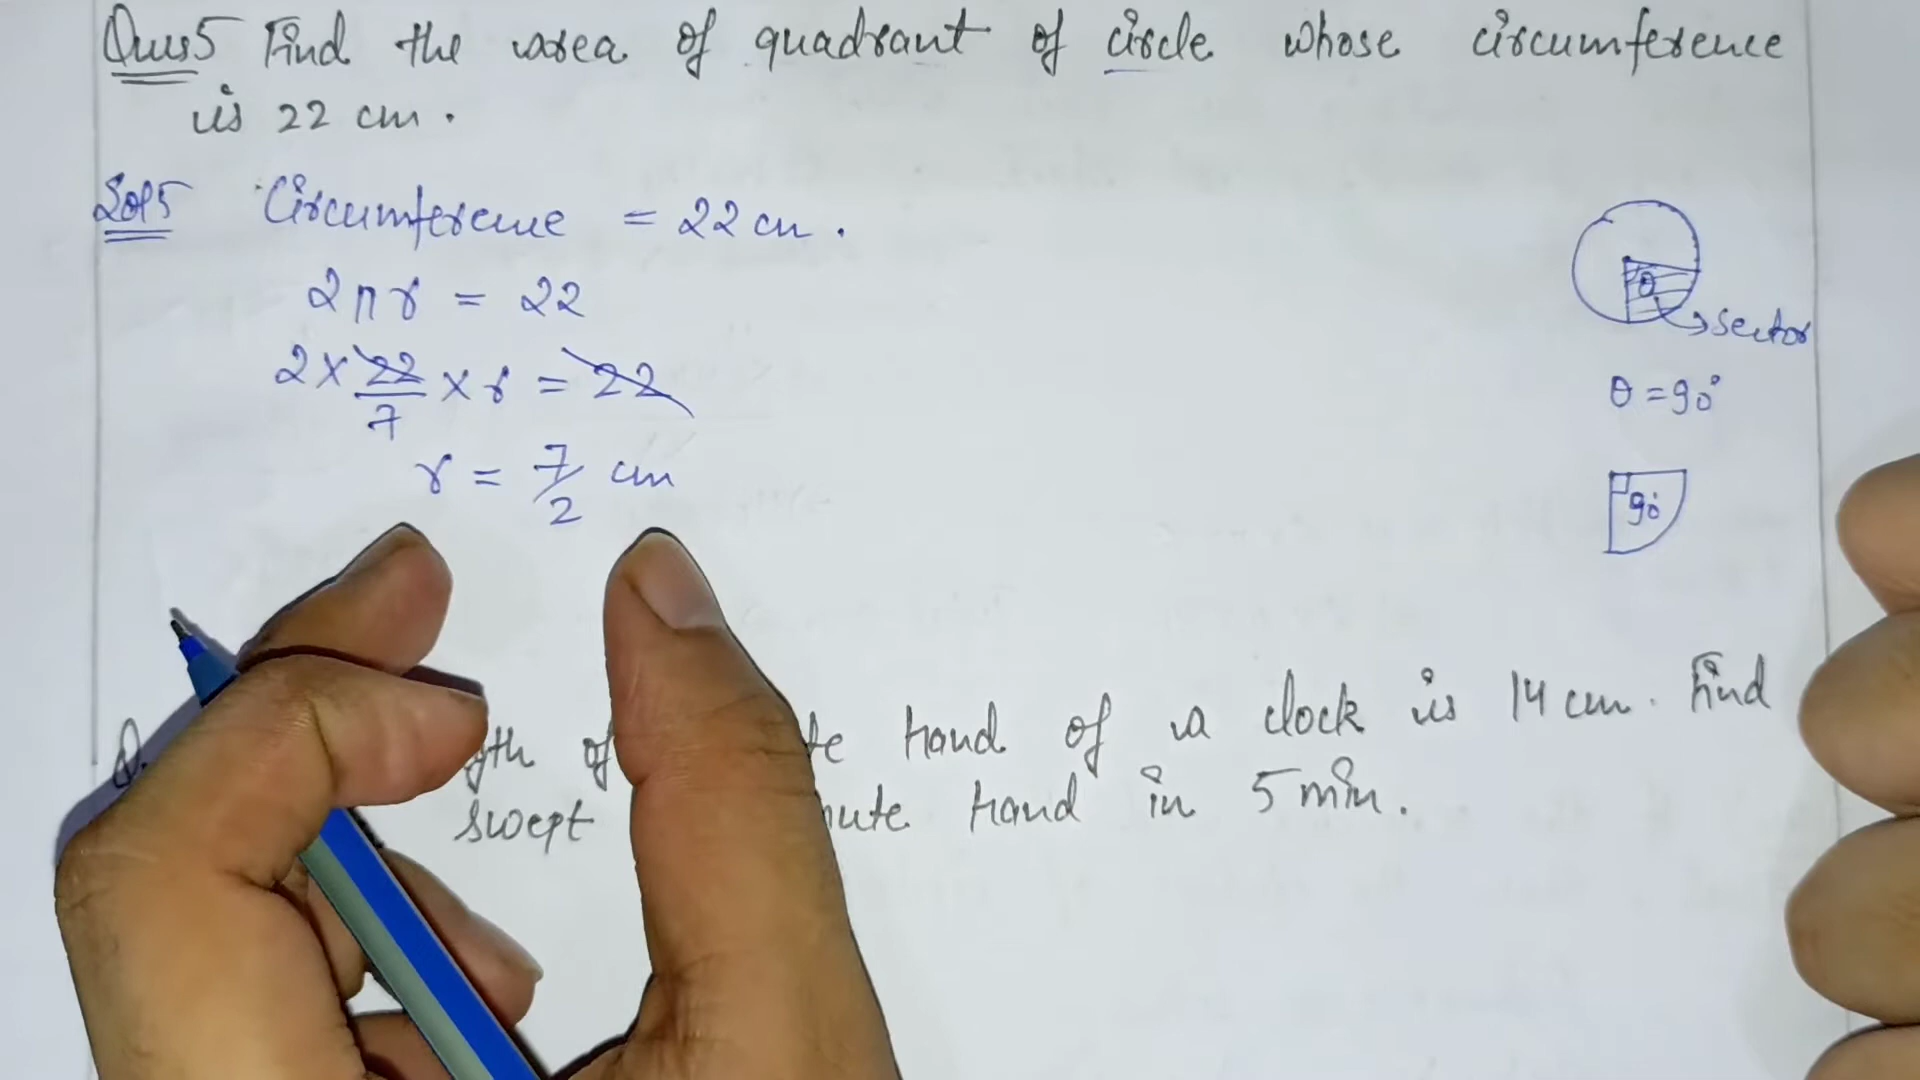 Ques5 Find the area of quadrant of circle whose circumference
is 22 cm.
Sol5 Circumference = 22 cm.
2πr = 22
2 × 22/7 × r = 22
r = 7/2 cm
θ
sector
θ = 90°
90°
of hand of a clock is 14 cm. Find
swept hand in 5 min.